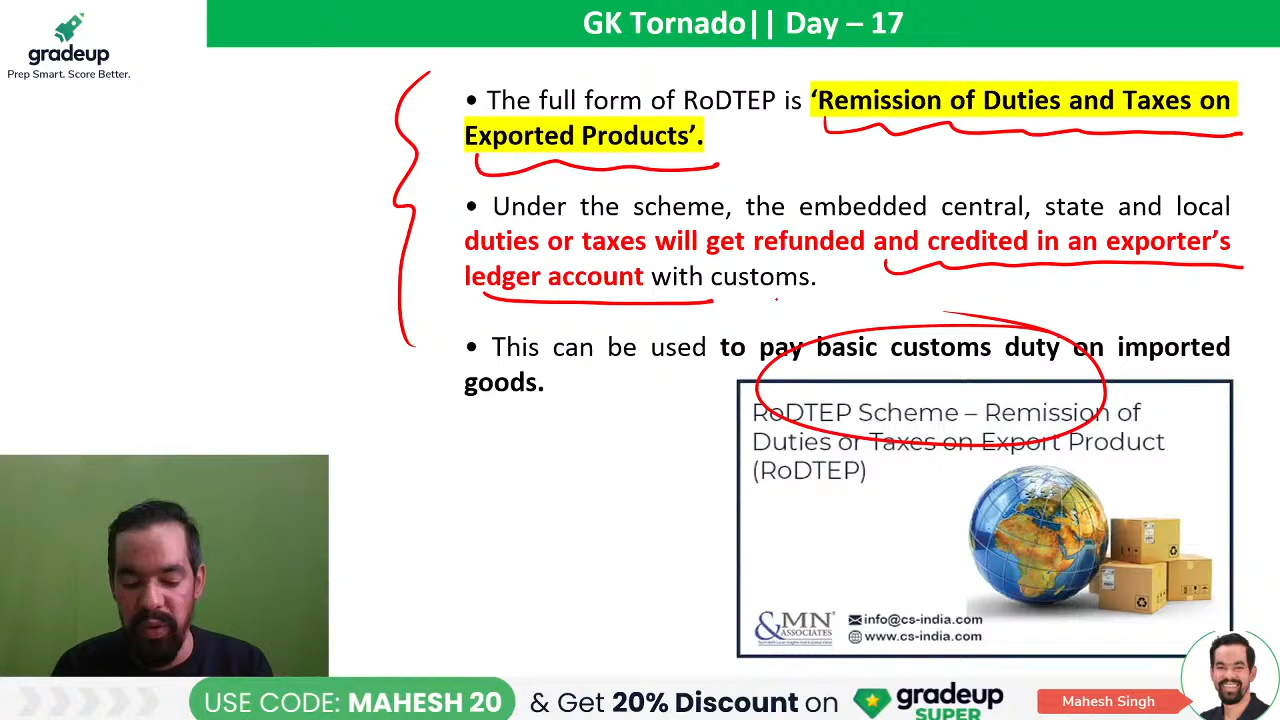 GK Tornado|| Day – 17
gradeup
Prep Smart. Score Better.
• The full form of RoDTEP is ‘Remission of Duties and Taxes on
Exported Products’.
• Under the scheme, the embedded central, state and local
duties or taxes will get refunded and credited in an exporter’s
ledger account with customs.
• This can be used to pay basic customs duty on imported
goods.
RoDTEP Scheme – Remission of
Duties or Taxes on Export Product
(RoDTEP)
&MN®
ASSOCIATES
info@cs-india.com
www.cs-india.com
USE CODE: MAHESH 20 & Get 20% Discount on
gradeup
SUPER
Mahesh Singh